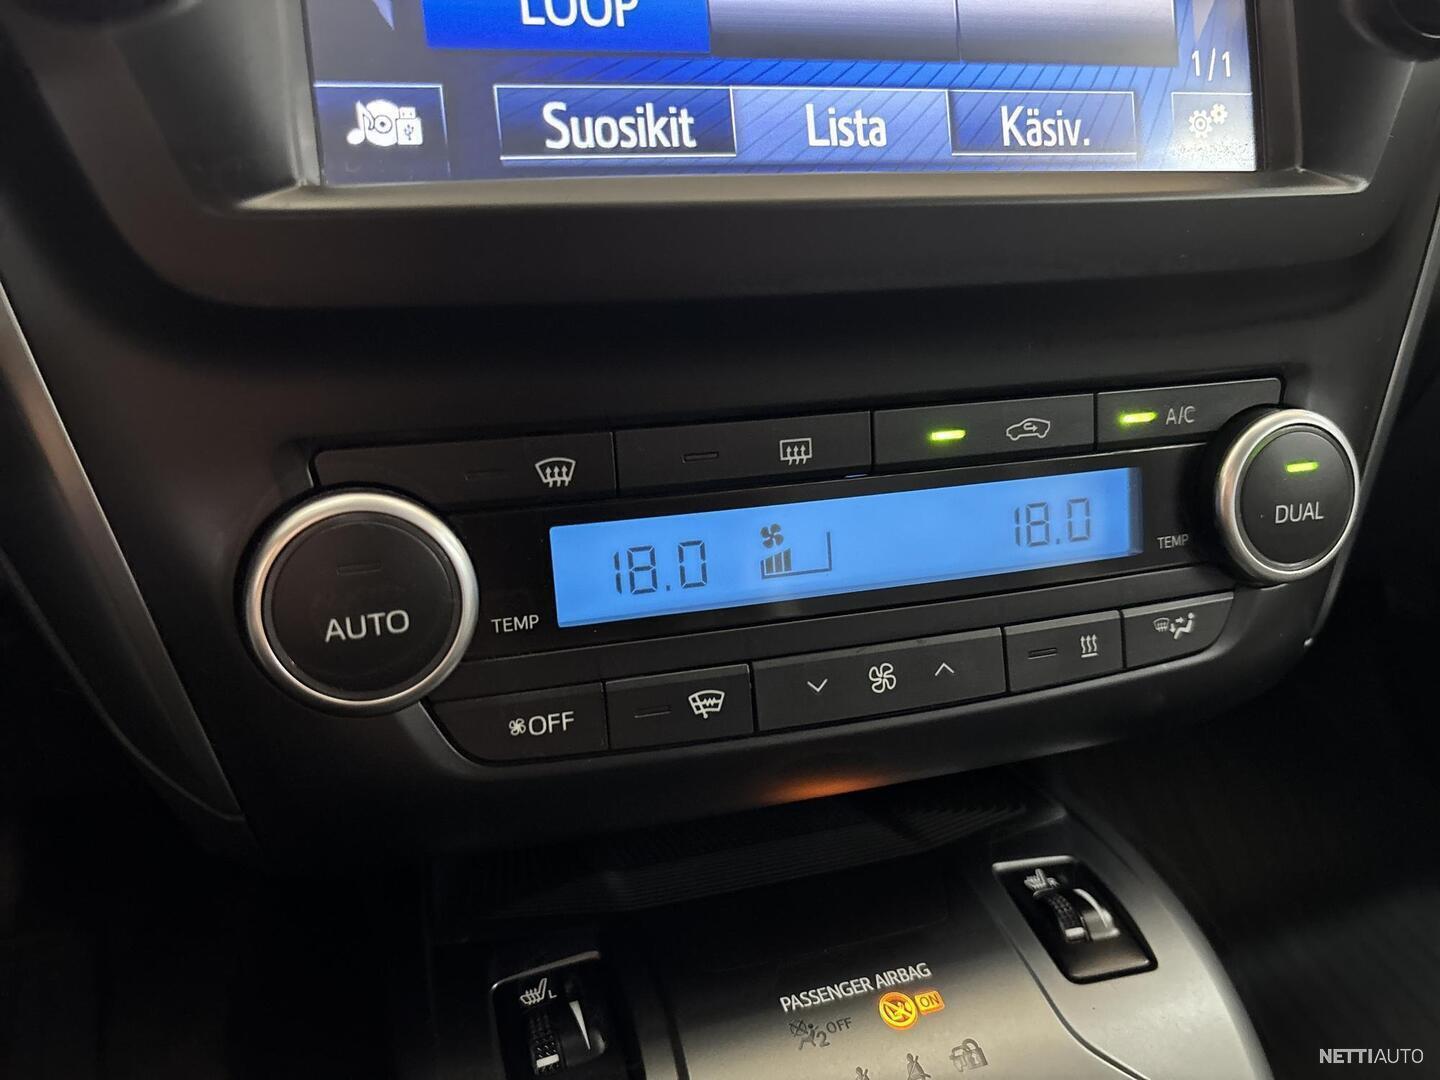 LOOP
1/1
Suosikit Lista Käsiv.
A/C
DUAL
18.0 18.0
TEMP
AUTO
TEMP
OFF
R
L
PASSENGER AIRBAG
2 OFF ON
NETTIAUTO